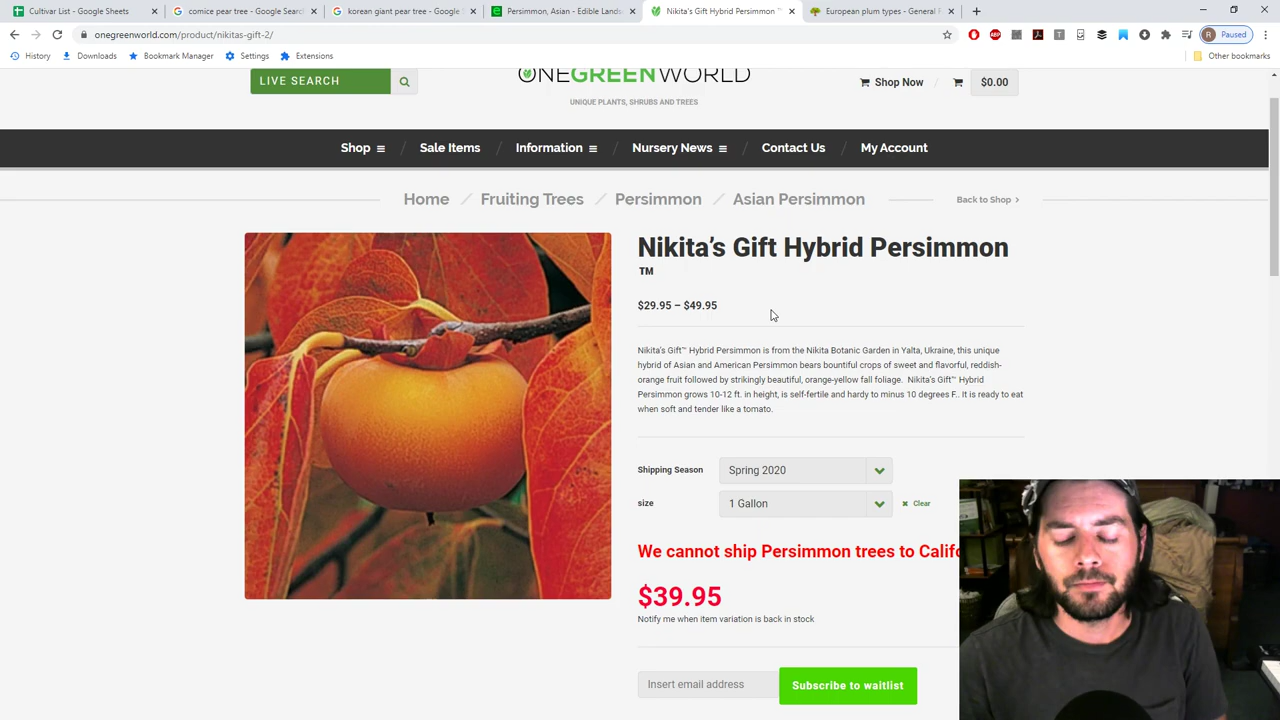 Cultivar List - Google Sheets
comice pear tree - Google Searc
korean giant pear tree - Google S
Persimmon, Asian - Edible Lands
Nikita's Gift Hybrid Persimmon ™
European plum types - General F
onegreenworld.com/product/nikitas-gift-2/
Paused
History
Downloads
Bookmark Manager
Settings
Extensions
Other bookmarks
LIVE SEARCH
ONEGREENWORLD
UNIQUE PLANTS, SHRUBS AND TREES
Shop Now
$0.00
Shop
Sale Items
Information
Nursery News
Contact Us
My Account
Home / Fruiting Trees / Persimmon / Asian Persimmon
Back to Shop
Nikita's Gift Hybrid Persimmon
™
$29.95 – $49.95
Nikita's Gift™ Hybrid Persimmon is from the Nikita Botanic Garden in Yalta, Ukraine, this unique
hybrid of Asian and American Persimmon bears bountiful crops of sweet and flavorful, reddish-
orange fruit followed by strikingly beautiful, orange-yellow fall foliage. Nikita's Gift™ Hybrid
Persimmon grows 10-12 ft. in height, is self-fertile and hardy to minus 10 degrees F.. It is ready to eat
when soft and tender like a tomato.
Shipping Season
Spring 2020
size
1 Gallon
Clear
We cannot ship Persimmon trees to Califo
$39.95
Notify me when item variation is back in stock
Insert email address
Subscribe to waitlist